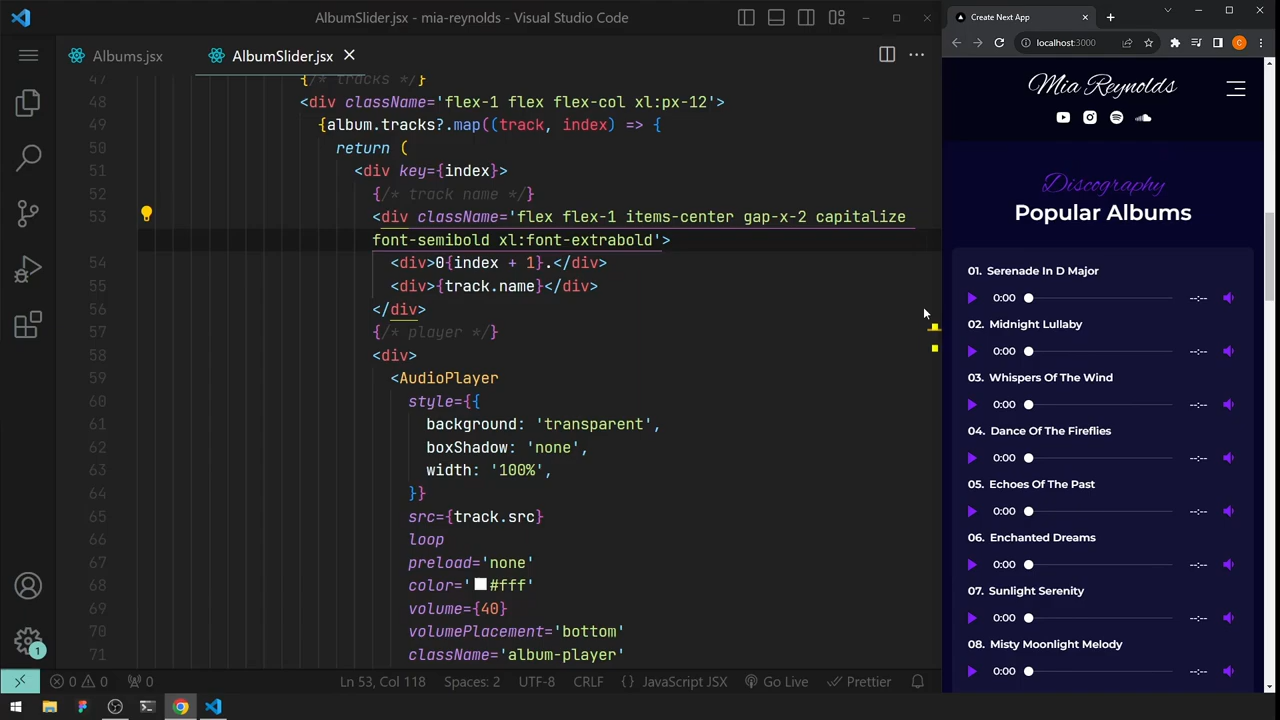 AlbumSlider.jsx - mia-reynolds - Visual Studio Code
Albums.jsx
AlbumSlider.jsx
47 {/* tracks */}
48 <div className='flex-1 flex flex-col xl:px-12'>
49 {album.tracks?.map((track, index) => {
50 return (
51 <div key={index}>
52 {/* track name */}
53 <div className='flex flex-1 items-center gap-x-2 capitalize
font-semibold xl:font-extrabold'>
54 <div>0{index + 1}.</div>
55 <div>{track.name}</div>
56 </div>
57 {/* player */}
58 <div>
59 <AudioPlayer
60 style={{
61 background: 'transparent',
62 boxShadow: 'none',
63 width: '100%',
64 }}
65 src={track.src}
66 loop
67 preload='none'
68 color='#fff'
69 volume={40}
70 volumePlacement='bottom'
71 className='album-player'
1
0 0 0
Ln 53, Col 118
Spaces: 2
UTF-8
CRLF
{} JavaScript JSX
Go Live
Prettier
Create Next App
localhost:3000
C
Mia Reynolds
Discography
Popular Albums
01. Serenade In D Major
0:00 --:--
02. Midnight Lullaby
0:00 --:--
03. Whispers Of The Wind
0:00 --:--
04. Dance Of The Fireflies
0:00 --:--
05. Echoes Of The Past
0:00 --:--
06. Enchanted Dreams
0:00 --:--
07. Sunlight Serenity
0:00 --:--
08. Misty Moonlight Melody
0:00 --:--